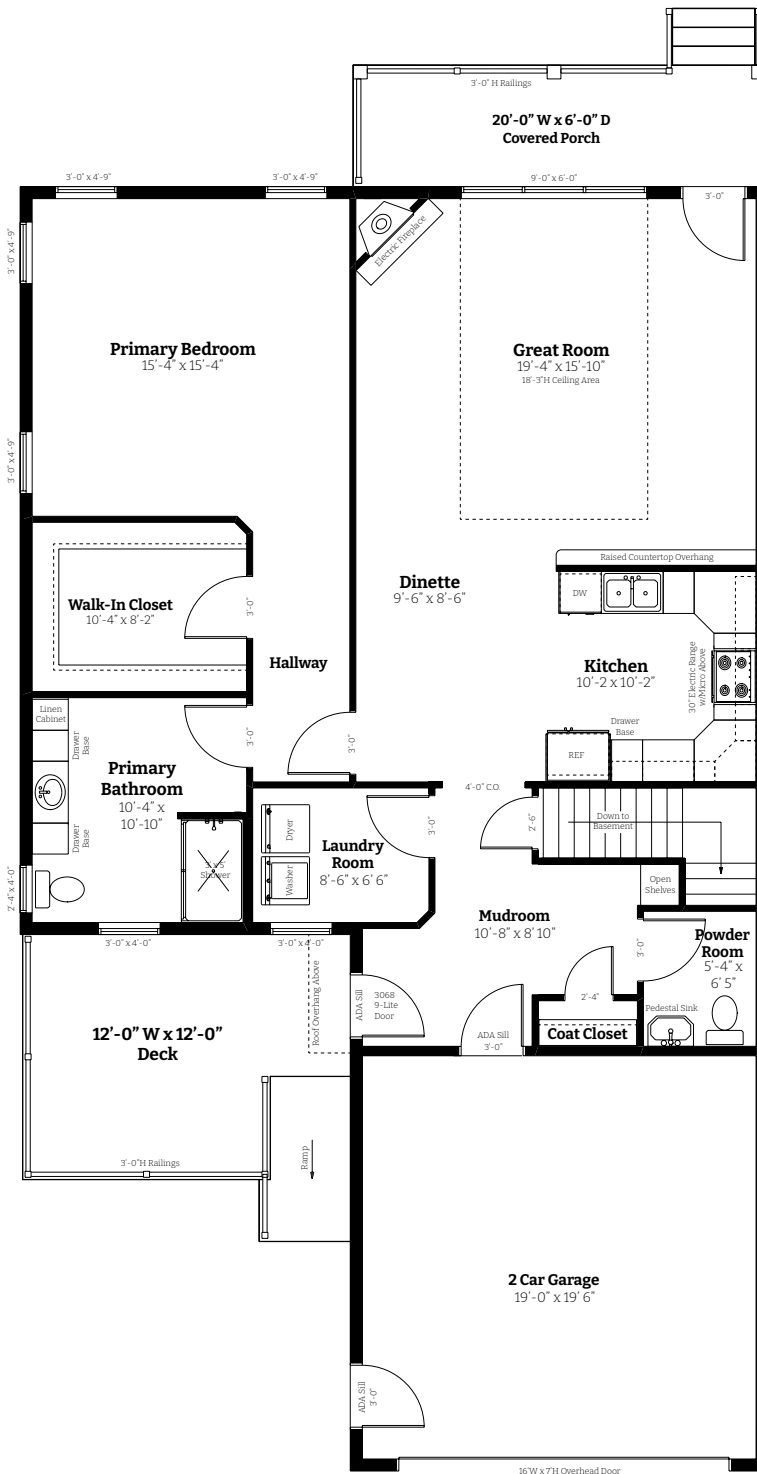 3'-0" H Railings
20'-0" W x 6'-0" D
Covered Porch
3'-0" x 4'-9"
3'-0" x 4'-9"
9'-0" x 6'-0"
3'-0"
Electric Fireplace
3'-0" x 4'-9"
Primary Bedroom
15'-4" x 15'-4"
Great Room
19'-4" x 15'-10"
18'-3"H Ceiling Area
3'-0" x 4'-9"
Raised Countertop Overhang
Dinette
9'-6" x 8'-6"
DW
Walk-In Closet
10'-4" x 8'-2"
3'-0"
Hallway
Kitchen
10'-2 x 10'-2"
30" Electric Range
w/Micro Above
Linen
Cabinet
Drawer
Base
3'-0"
3'-0"
Drawer
Base
REF
Primary
Bathroom
10'-4" x
10'-10"
4'-0" C.O.
Drawer
Base
3' x 5'
Shower
Dryer
Washer
Laundry
Room
8'-6" x 6' 6"
3'-0"
2'-6"
Down to
Basement
Open
Shelves
2'-4" x 4'-0"
Mudroom
10'-8" x 8' 10"
3'-0"
Powder
Room
5'-4" x
6' 5"
3'-0" x 4'-0"
3'-0" x 4'-0"
Roof Overhang Above
ADA Sill
3068
9-Lite
Door
2'-4"
Pedestal Sink
12'-0" W x 12'-0"
Deck
ADA Sill
3'-0"
Coat Closet
3'-0"H Railings
Ramp
2 Car Garage
19'-0" x 19' 6"
ADA Sill
3'-0"
16'W x 7'H Overhead Door